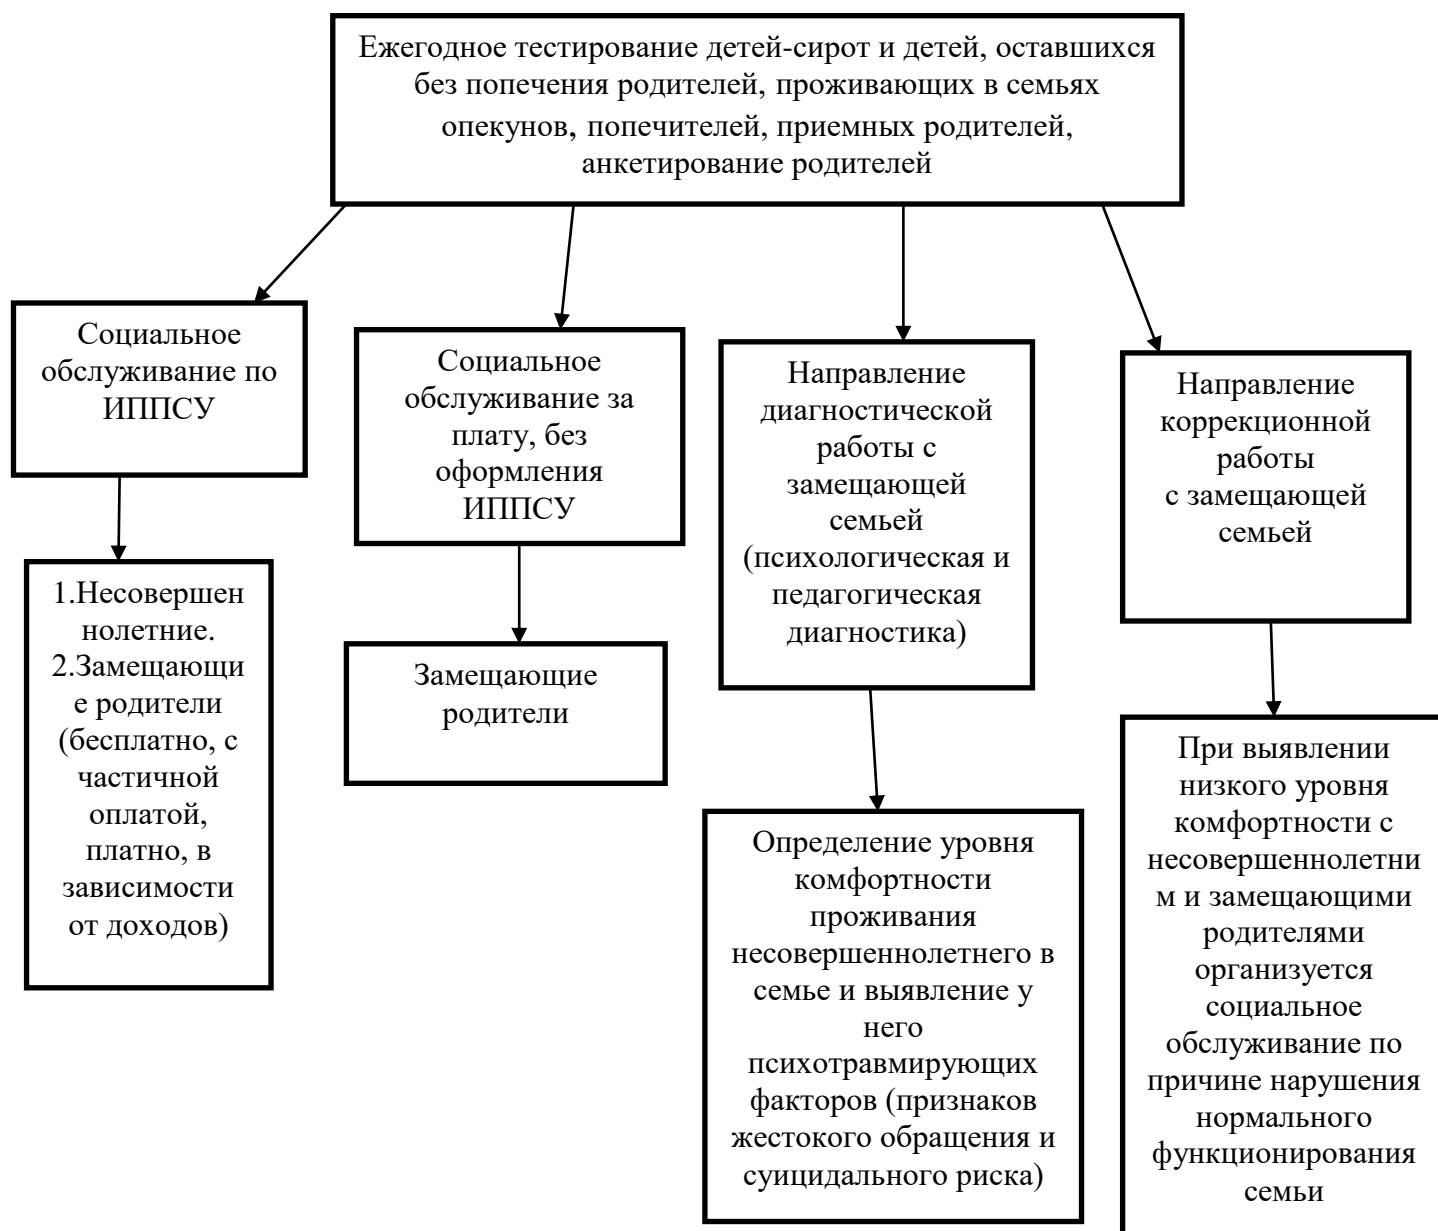 Ежегодное тестирование детей-сирот и детей, оставшихся
без попечения родителей, проживающих в семьях
опекунов, попечителей, приемных родителей,
анкетирование родителей
Социальное
обслуживание по
ИППСУ
Социальное
обслуживание за
плату, без
оформления
ИППСУ
Направление
диагностической
работы с
замещающей
семьей
(психологическая и
педагогическая
диагностика)
Направление
коррекционной
работы
с замещающей
семьей
1.Несовершен
нолетние.
2.Замещающи
е родители
(бесплатно, с
частичной
оплатой,
платно, в
зависимости
от доходов)
Замещающие
родители
Определение уровня
комфортности
проживания
несовершеннолетнего в
семье и выявление у
него
психотравмирующих
факторов (признаков
жестокого обращения и
суицидального риска)
При выявлении
низкого уровня
комфортности с
несовершеннолетни
м и замещающими
родителями
организуется
социальное
обслуживание по
причине нарушения
нормального
функционирования
семьи